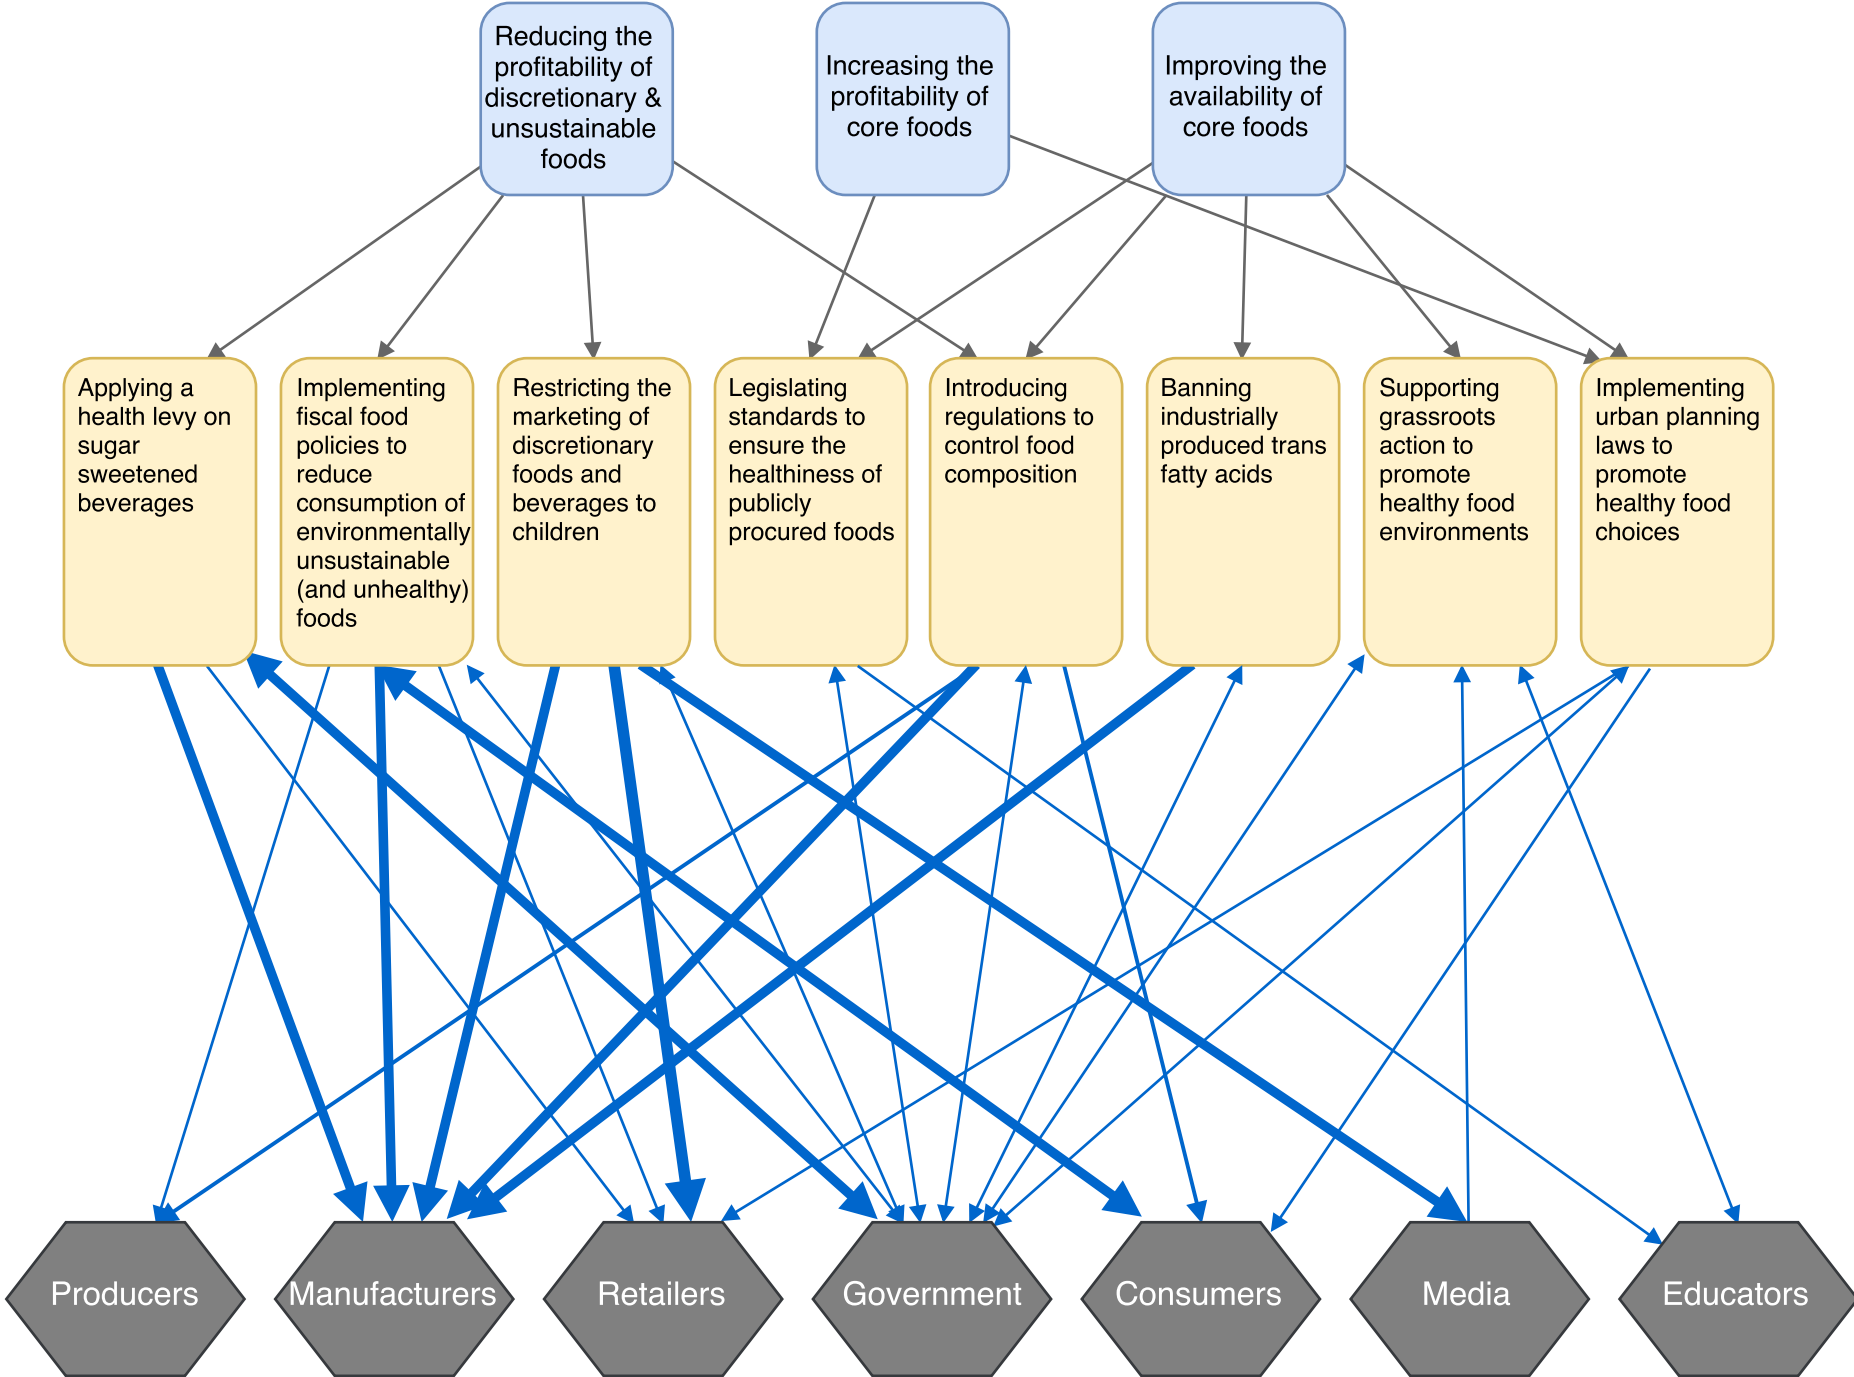 Reducing the
profitability of
discretionary &
unsustainable
foods
Increasing the
profitability of
core foods
Improving the
availability of
core foods
Applying a
health levy on
sugar
sweetened
beverages
Implementing
fiscal food
policies to
reduce
consumption of
environmentally
unsustainable
(and unhealthy)
foods
Restricting the
marketing of
discretionary
foods and
beverages to
children
Legislating
standards to
ensure the
healthiness of
publicly
procured foods
Introducing
regulations to
control food
composition
Banning
industrially
produced trans
fatty acids
Supporting
grassroots
action to
promote
healthy food
environments
Implementing
urban planning
laws to
promote
healthy food
choices
Producers
Manufacturers
Retailers
Government
Consumers
Media
Educators